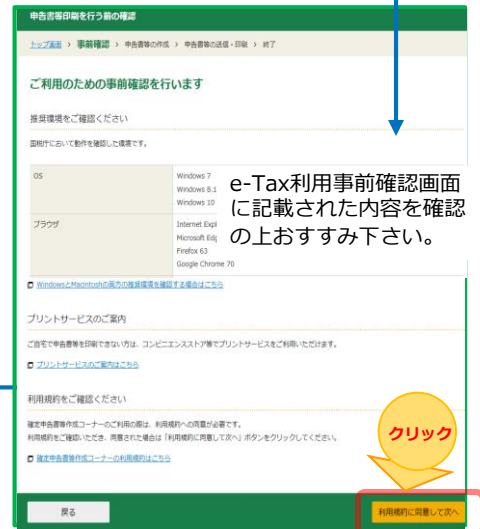 申告書等印刷を行う前の確認
トップ画面 > 事前確認 > 申告書等の作成 > 申告書等の送信・印刷 > 終了
ご利用のための事前確認を行います
推奨環境をご確認ください
国税庁において動作を確認した環境です。
OS
Windows 7
Windows 8.1
Windows 10
ブラウザ
Internet Expl
Microsoft Edg
Firefox 63
Google Chrome 70
e-Tax利用事前確認画面
に記載された内容を確認
の上おすすみ下さい。
WindowsとMacintoshの両方の推奨環境を確認する場合はこちら
プリントサービスのご案内
ご自宅で申告書等を印刷できない方は、コンビニエンスストア等でプリントサービスをご利用いただけます。
プリントサービスのご案内はこちら
利用規約をご確認ください
確定申告書等作成コーナーのご利用の際は、利用規約への同意が必要です。
利用規約をご確認いただき、同意された場合は「利用規約に同意して次へ」ボタンをクリックしてください。
確定申告書等作成コーナーの利用規約はこちら
クリック
戻る
利用規約に同意して次へ